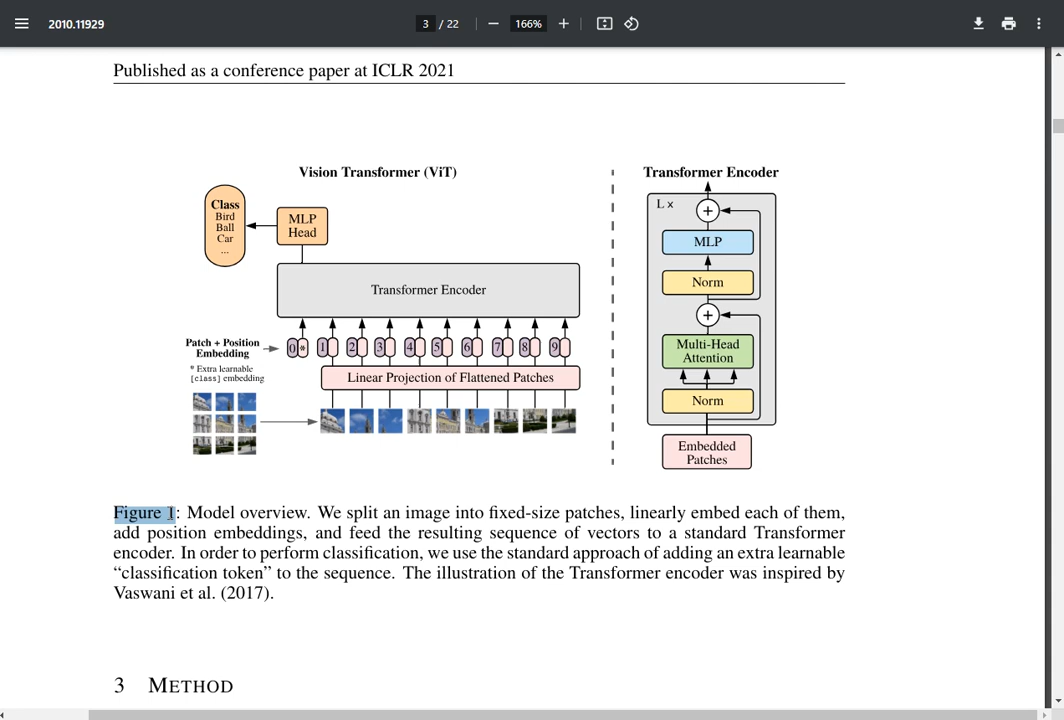 2010.11929
3 / 22
166%
Published as a conference paper at ICLR 2021
Vision Transformer (ViT)
Transformer Encoder
Class
Bird
Ball
Car
...
MLP
Head
Transformer Encoder
Patch + Position
Embedding
* Extra learnable
[class] embedding
0 * 1 2 3 4 5 6 7 8 9
Linear Projection of Flattened Patches
L x
+
MLP
Norm
+
Multi-Head
Attention
Norm
Embedded
Patches
Figure 1: Model overview. We split an image into fixed-size patches, linearly embed each of them,
add position embeddings, and feed the resulting sequence of vectors to a standard Transformer
encoder. In order to perform classification, we use the standard approach of adding an extra learnable
“classification token” to the sequence. The illustration of the Transformer encoder was inspired by
Vaswani et al. (2017).
3 METHOD